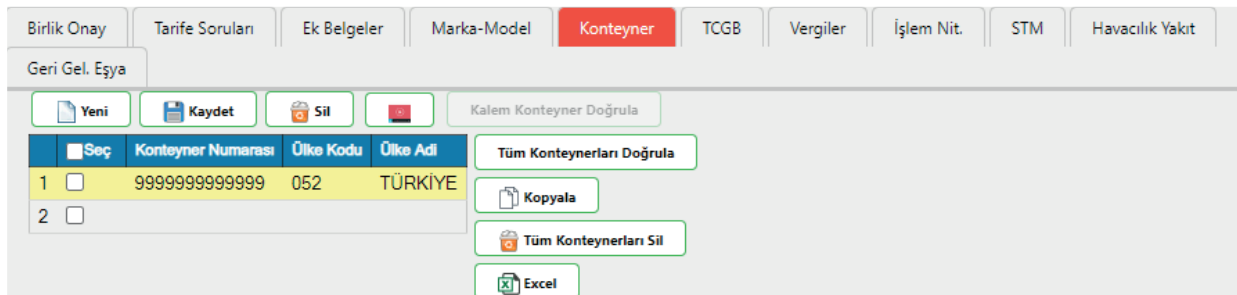 Birlik Onay Tarife Soruları Ek Belgeler Marka-Model Konteyner TCGB Vergiler İşlem Nit. STM Havacılık Yakıt
Geri Gel. Eşya
Yeni Kaydet Sil Kalem Konteyner Doğrula
Seç Konteyner Numarası Ülke Kodu Ülke Adi
1 9999999999999 052 TÜRKİYE
2
Tüm Konteynerları Doğrula
Kopyala
Tüm Konteynerları Sil
Excel